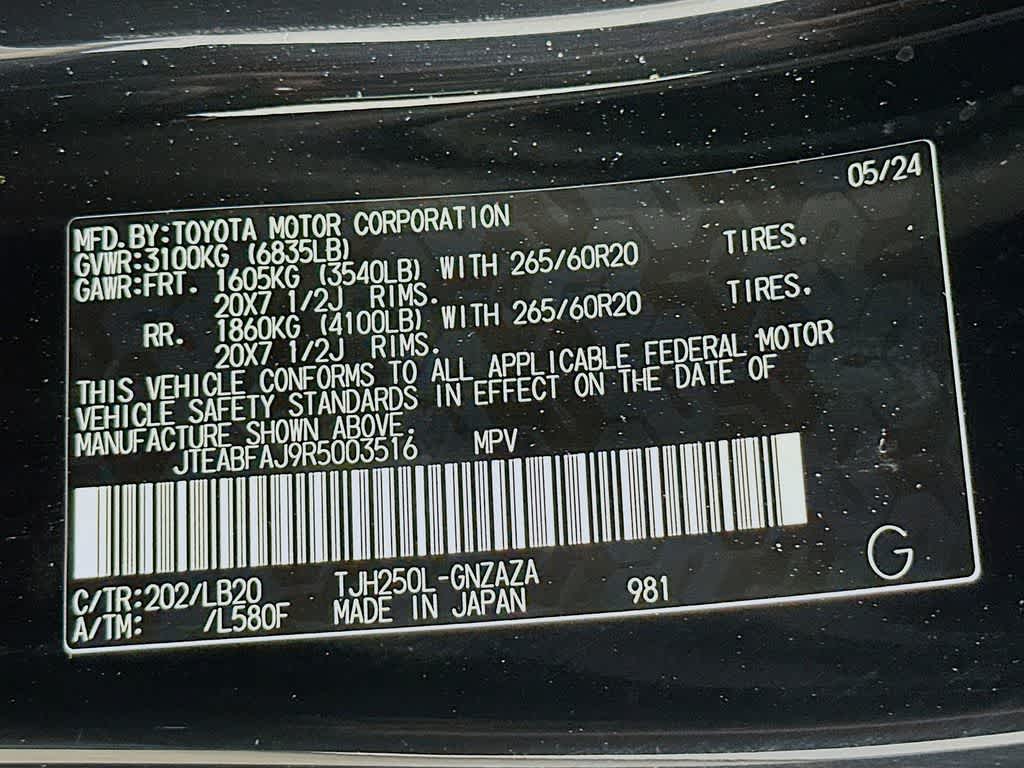 05/24
MFD.BY:TOYOTA MOTOR CORPORATION
GVWR:3100KG (6835LB)
GAWR:FRT. 1605KG (3540LB) WITH 265/60R20 TIRES.
20X7 1/2J RIMS.
RR. 1860KG (4100LB) WITH 265/60R20 TIRES.
20X7 1/2J RIMS.
THIS VEHICLE CONFORMS TO ALL APPLICABLE FEDERAL MOTOR
VEHICLE SAFETY STANDARDS IN EFFECT ON THE DATE OF
MANUFACTURE SHOWN ABOVE.
JTEABFAJ9R5003516 MPV
C/TR:202/LB20 TJH250L-GNZAZA 981 G
A/TM: /L580F MADE IN JAPAN